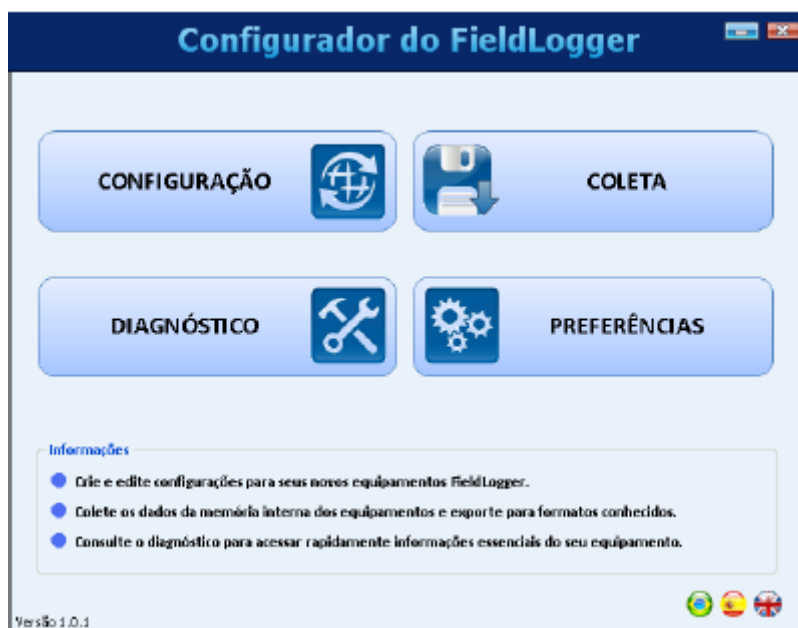 Configurador do FieldLogger
CONFIGURAÇÃO
COLETA
DIAGNÓSTICO
PREFERÊNCIAS
Informações
Crie e edite configurações para seus novos equipamentos FieldLogger.
Colete os dados da memória interna dos equipamentos e exporte para formatos conhecidos.
Consulte o diagnóstico para acessar rapidamente informações essenciais do seu equipamento.
Versão 1.0.1